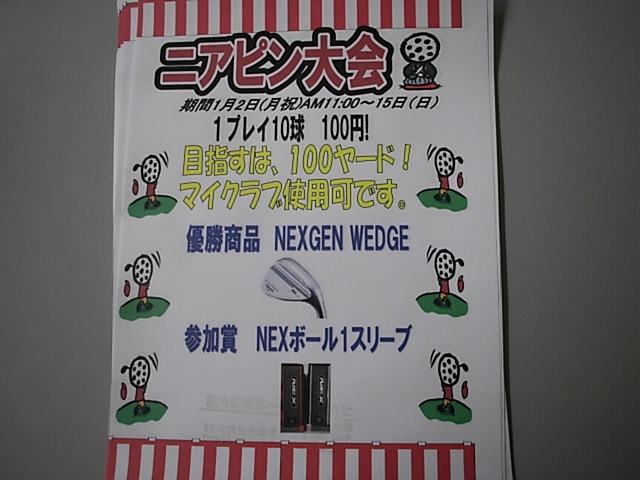 ニアピン大会
期間1月2日(月祝)AM11:00～15日(日)
1プレイ10球 100円!
目指すは、100ヤード!
マイクラブ使用可です。
優勝商品 NEXGEN WEDGE
参加賞 NEXボール1スリーブ
NEX NEX